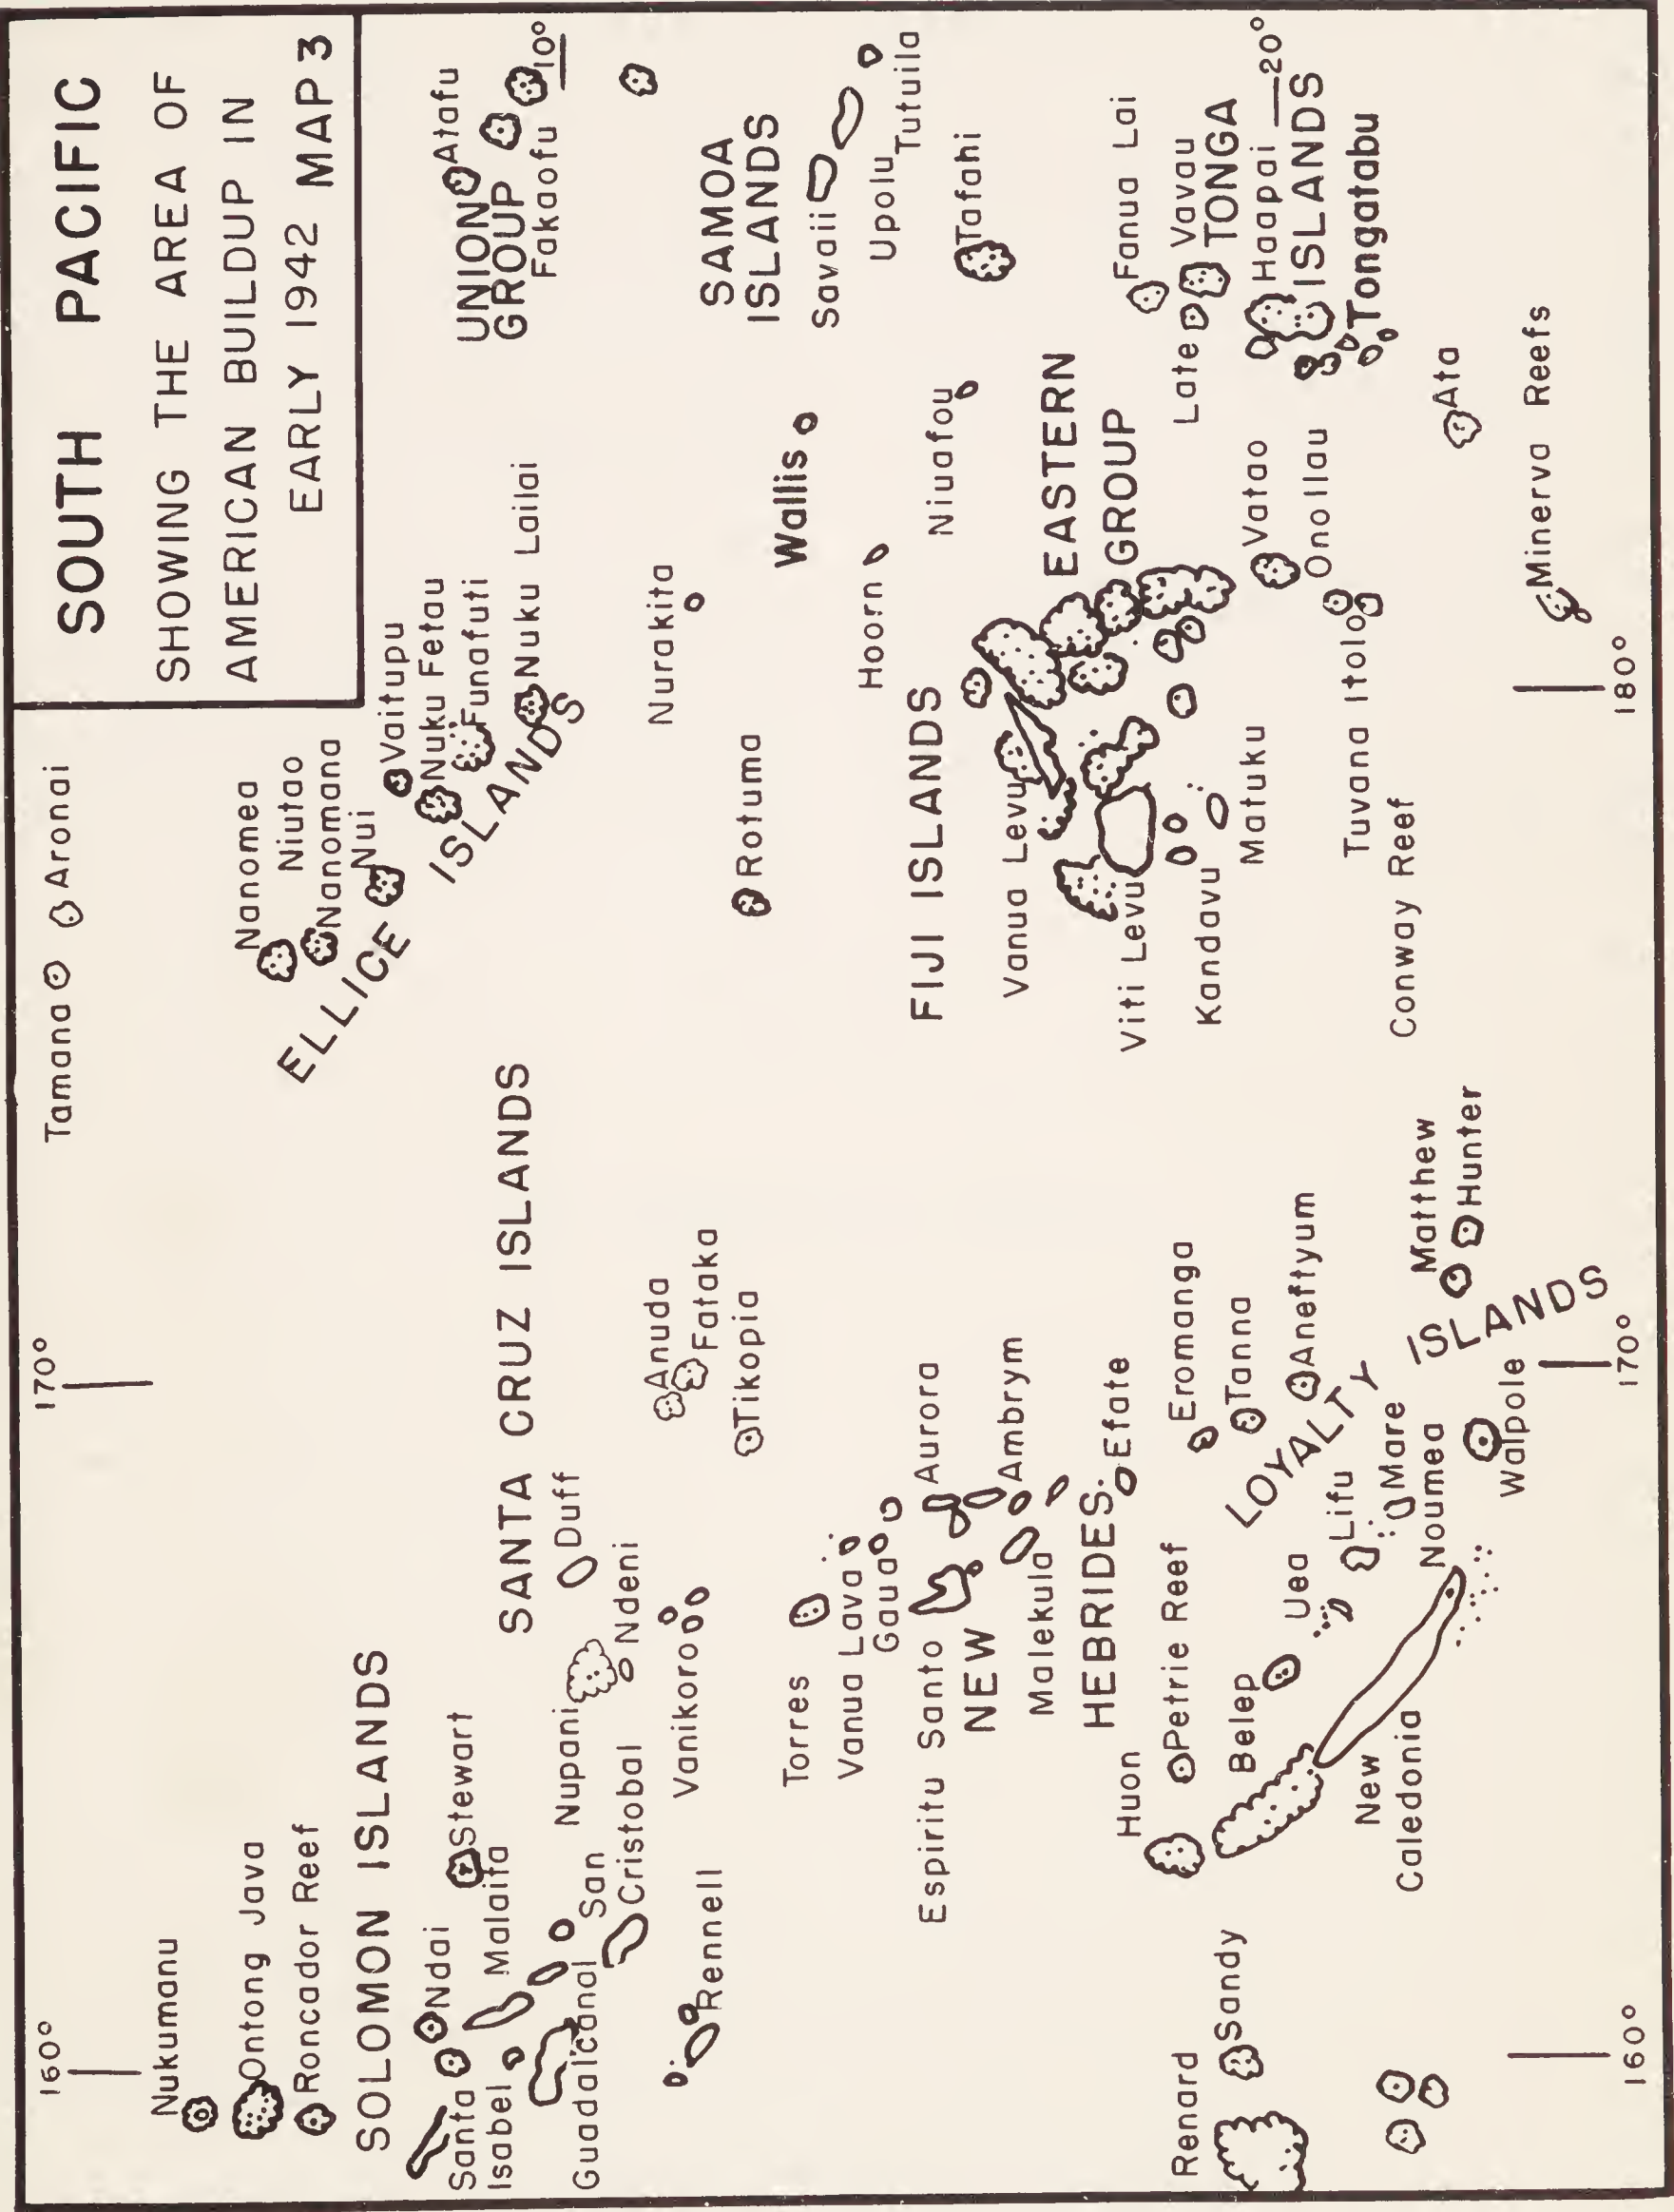 SOUTH PACIFIC
SHOWING THE AREA OF
AMERICAN BUILDUP IN
EARLY 1942 MAP 3
160°
170°
Tamana
Aronai
Nukumanu
Ontong Java
Roncador Reef
SOLOMON ISLANDS
Ndai
Stewart
Malaita
Santa
Isabel
Guadalcanal
San
Cristobal
Rennell
SANTA CRUZ ISLANDS
Duff
Nupani
Ndeni
Vanikoro
Anuda
Fataka
Tikopia
Nanomea
Niutao
Nanomana
Nui
Vaitupu
Nuku Fetau
Funafuti
Nuku Lailai
ELLICE ISLANDS
Nurakita
Atafu
UNION
GROUP
Fakaofu
10°
SAMOA
ISLANDS
Savaii
Upolu
Tutuila
Tafahi
Wallis
Rotuma
Hoorn
Niuafou
FIJI ISLANDS
EASTERN
GROUP
Vanua Levu
Viti Levu
Kandavu
Matuku
Vatao
Onollau
Tuvana Itolo
Conway Reef
Fanua Lai
Vavau
Late
TONGA
Haapai
20°
ISLANDS
Tongatabu
Ata
Minerva Reefs
Torres
Vanua Lava
Gaua
Espiritu Santo
Aurora
NEW
Ambrym
Malekula
HEBRIDES
Efate
Eromanga
Tanna
Aneftyum
Huon
Petrie Reef
Belep
Uea
LOYALTY ISLANDS
Lifu
Mare
Noumea
New
Caledonia
Walpole
Matthew
Hunter
Renard
Sandy
160°
170°
180°